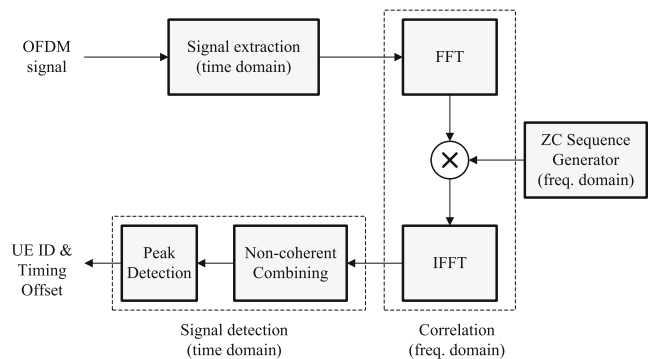 OFDM
signal
Signal extraction
(time domain)
FFT
ZC Sequence
Generator
(freq. domain)
UE ID &
Timing
Offset
Peak
Detection
Non-coherent
Combining
IFFT
Signal detection
(time domain)
Correlation
(freq. domain)